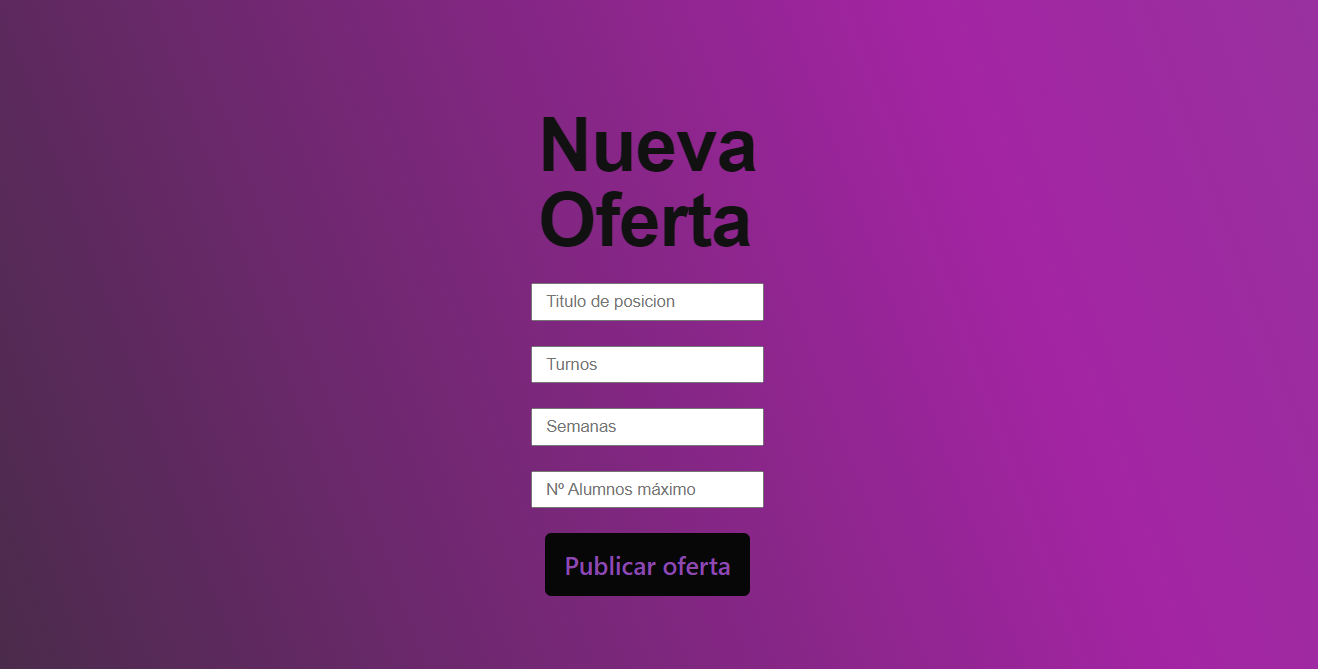 Nueva
Oferta
Titulo de posicion
Turnos
Semanas
Nº Alumnos máximo
Publicar oferta